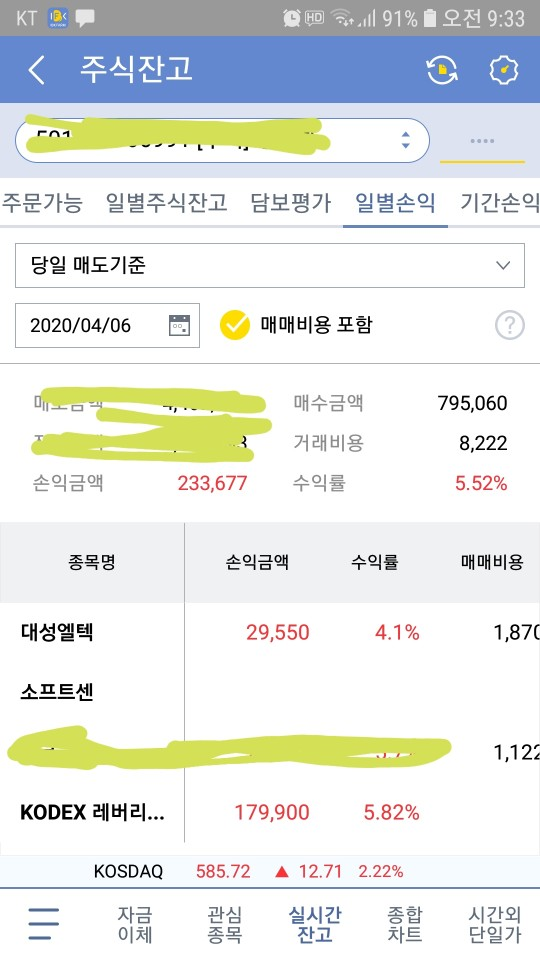 KT IBK HD 91% 오전 9:33
주식잔고
주문가능 일별주식잔고 담보평가 일별손익 기간손익
당일 매도기준
2020/04/06 매매비용 포함 ?
매수금액 795,060
거래비용 8,222
손익금액 233,677 수익률 5.52%
종목명 손익금액 수익률 매매비용
대성엘텍 29,550 4.1% 1,870
소프트센
1,122
KODEX 레버리... 179,900 5.82%
KOSDAQ 585.72 ▲ 12.71 2.22%
자금 관심 실시간 종합 시간외
이체 종목 잔고 차트 단일가